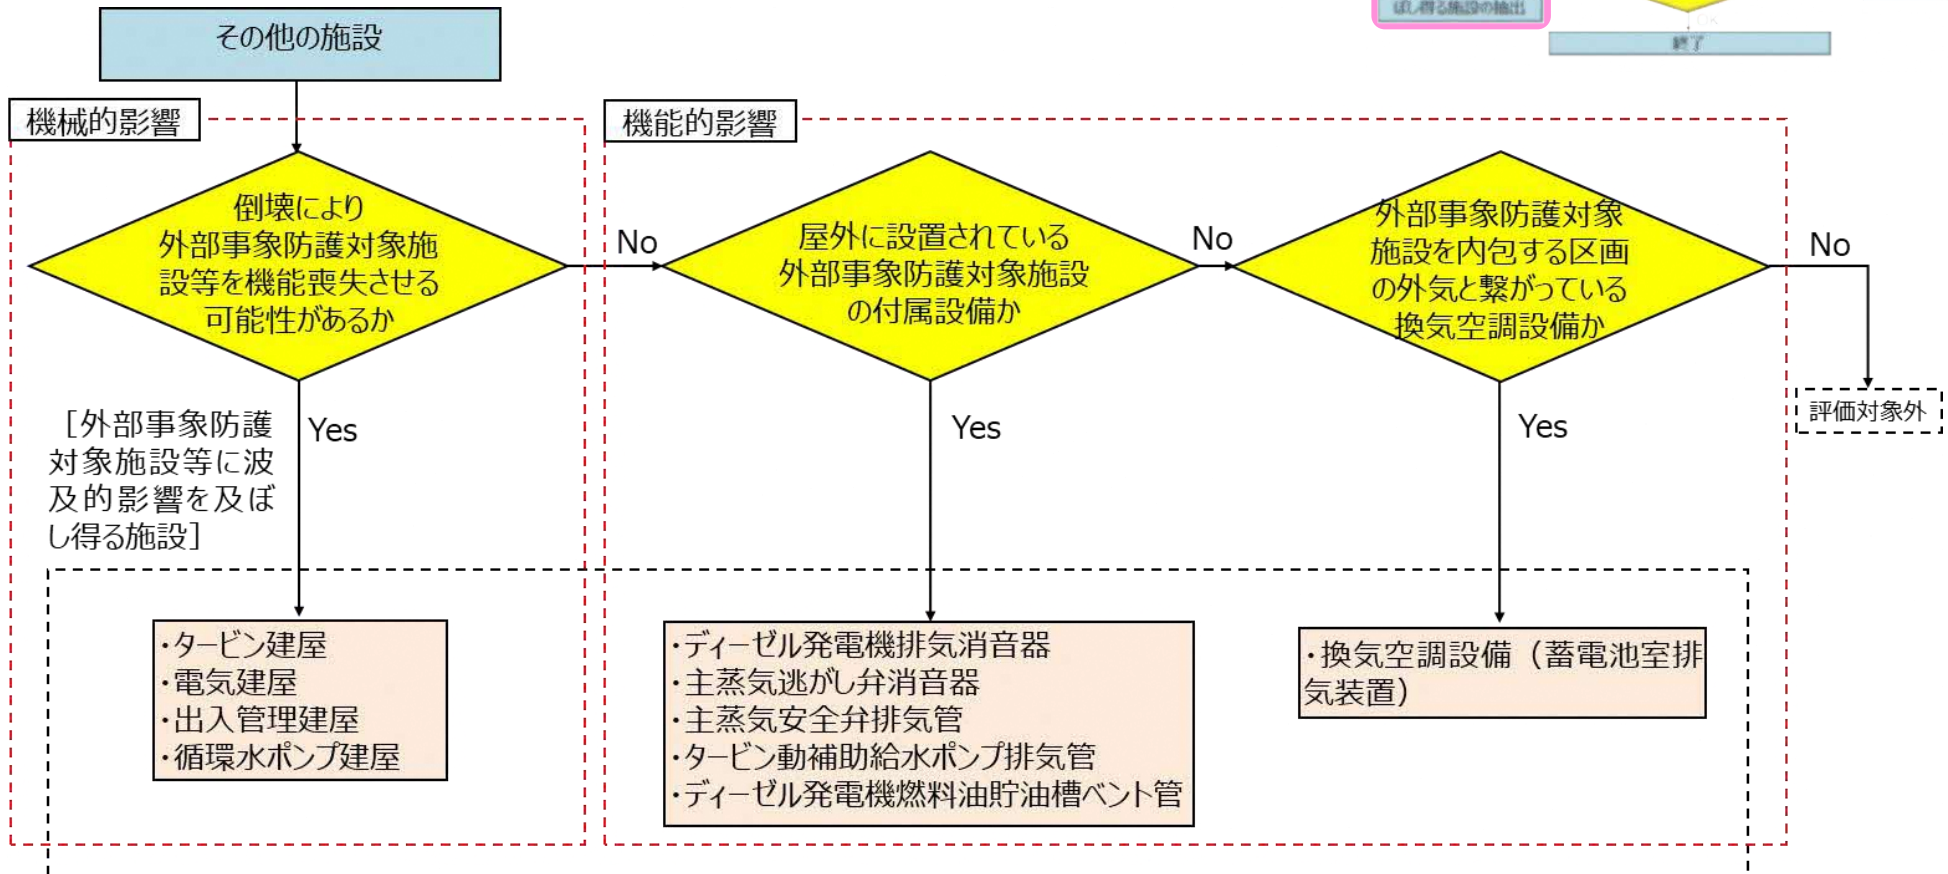 ぼし得る施設の抽出
OK
終了
その他の施設
機械的影響
機能的影響
倒壊により
外部事象防護対象施
設等を機能喪失させる
可能性があるか
No
屋外に設置されている
外部事象防護対象施設
の付属設備か
No
外部事象防護対象
施設を内包する区画
の外気と繋がっている
換気空調設備か
No
評価対象外
[外部事象防護
対象施設等に波
及的影響を及ぼ
し得る施設]
Yes
Yes
Yes
・タービン建屋
・電気建屋
・出入管理建屋
・循環水ポンプ建屋
・ディーゼル発電機排気消音器
・主蒸気逃がし弁消音器
・主蒸気安全弁排気管
・タービン動補助給水ポンプ排気管
・ディーゼル発電機燃料油貯油槽ベント管
・換気空調設備（蓄電池室排
気装置）